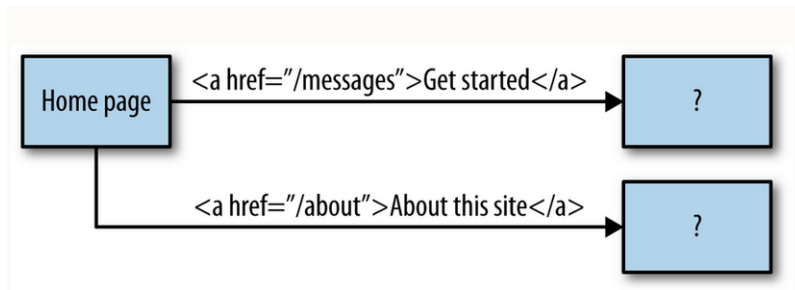 <a href=”/messages”>Get started</a>
Home page
?
<a href=”/about”>About this site</a>
?